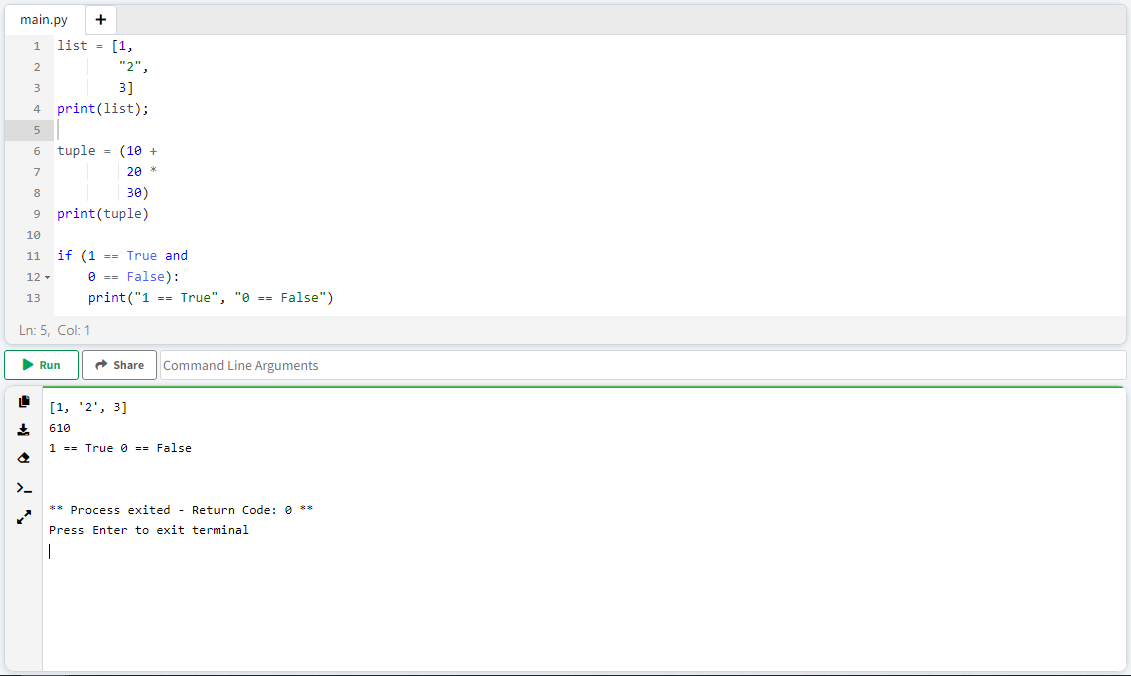 main.py +
1 list = [1,
2         "2",
3         3]
4 print(list);
5
6 tuple = (10 +
7          20 *
8          30)
9 print(tuple)
10
11 if (1 == True and
12     0 == False):
13     print("1 == True", "0 == False")
Ln: 5, Col: 1
Run Share Command Line Arguments
[1, '2', 3]
610
1 == True 0 == False
** Process exited - Return Code: 0 **
Press Enter to exit terminal